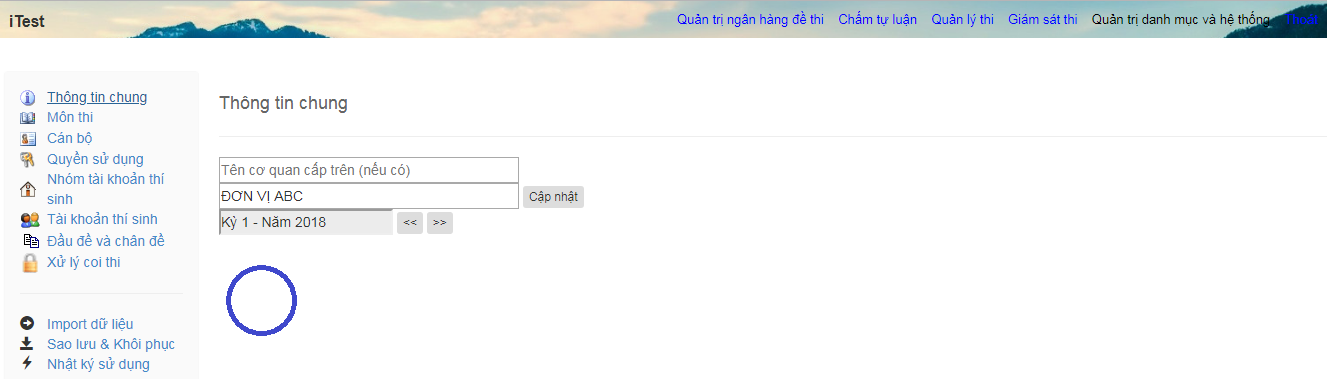 iTest
Quản trị ngân hàng đề thi Chấm tự luận Quản lý thi Giám sát thi Quản trị danh mục và hệ thống Thoát
Thông tin chung
Môn thi
Cán bộ
Quyền sử dụng
Nhóm tài khoản thí
sinh
Tài khoản thí sinh
Đầu đề và chân đề
Xử lý coi thi
Import dữ liệu
Sao lưu & Khôi phục
Nhật ký sử dụng
Thông tin chung
Tên cơ quan cấp trên (nếu có)
ĐƠN VỊ ABC Cập nhật
Kỳ 1 - Năm 2018 << >>